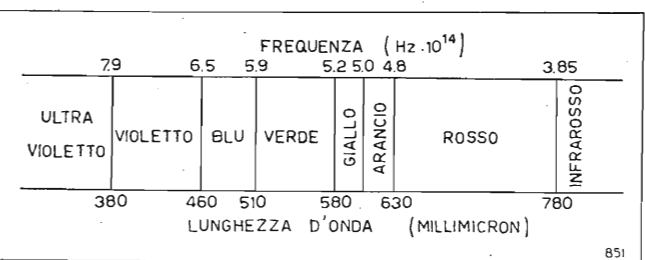 FREQUENZA (Hz.10¹⁴)
7.9 6.5 5.9 5.2 5.0 4.8 3.85
ULTRA
VIOLETTO
VIOLETTO
BLU
VERDE
GIALLO
ARANCIO
ROSSO
INFRAROSSO
380 460 510 580 630 780
LUNGHEZZA D'ONDA (MILLIMICRON)
851